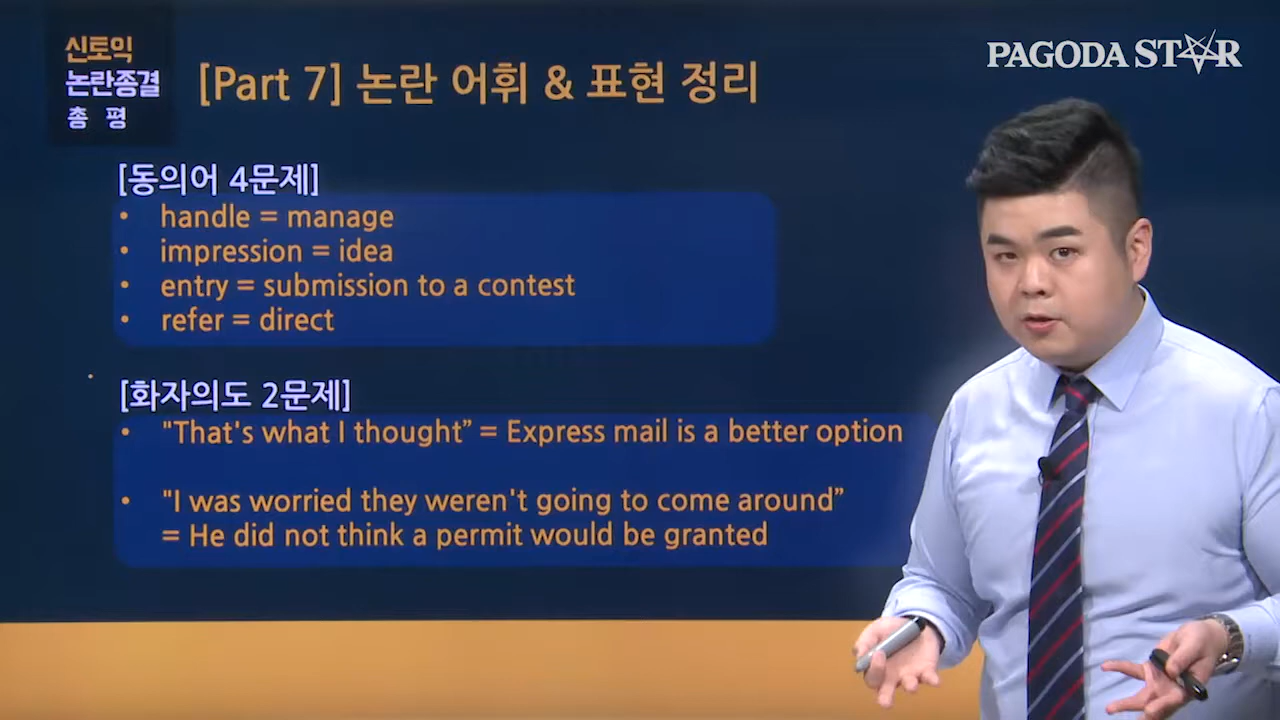 신토익
논란종결
총 평
[Part 7] 논란 어휘 & 표현 정리
PAGODA STAR
[동의어 4문제]
• handle = manage
• impression = idea
• entry = submission to a contest
• refer = direct
[화자의도 2문제]
• "That's what I thought” = Express mail is a better option
• "I was worried they weren't going to come around”
= He did not think a permit would be granted